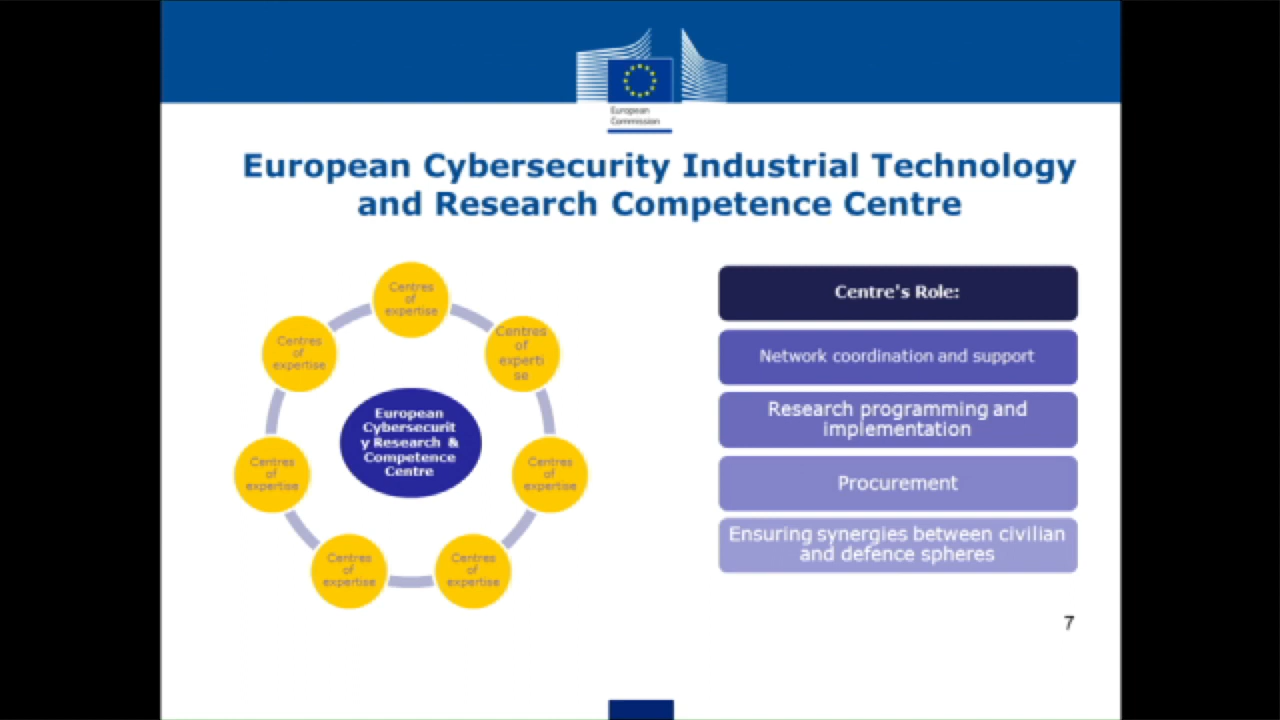 European
Commission
European Cybersecurity Industrial Technology
and Research Competence Centre
Centres
of
expertise
Centres
of
experti
se
Centres
of
expertise
Centres
of
expertise
Centres
of
expertise
Centres
of
expertise
Centres
of
expertise
European
Cybersecurit
y Research &
Competence
Centre
Centre's Role:
Network coordination and support
Research programming and
implementation
Procurement
Ensuring synergies between civilian
and defence spheres
7